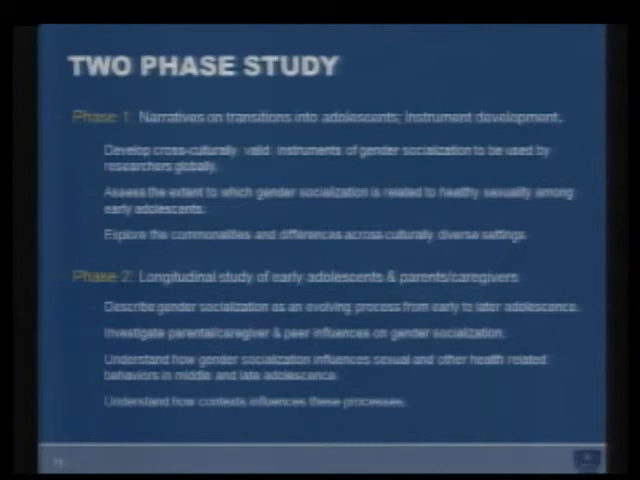 TWO PHASE STUDY
Phase 1: Narratives on transitions into adolescents; Instrument development.
Develop cross-culturally valid instruments of gender socialization to be used by
researchers globally.
Assess the extent to which gender socialization is related to healthy sexuality among
early adolescents.
Explore the commonalities and differences across culturally diverse settings.
Phase 2: Longitudinal study of early adolescents & parents/caregivers
Describe gender socialization as an evolving process from early to later adolescence.
Investigate parental/caregiver & peer influences on gender socialization.
Understand how gender socialization influences sexual and other health related
behaviors in middle and late adolescence.
Understand how contexts influences these processes.